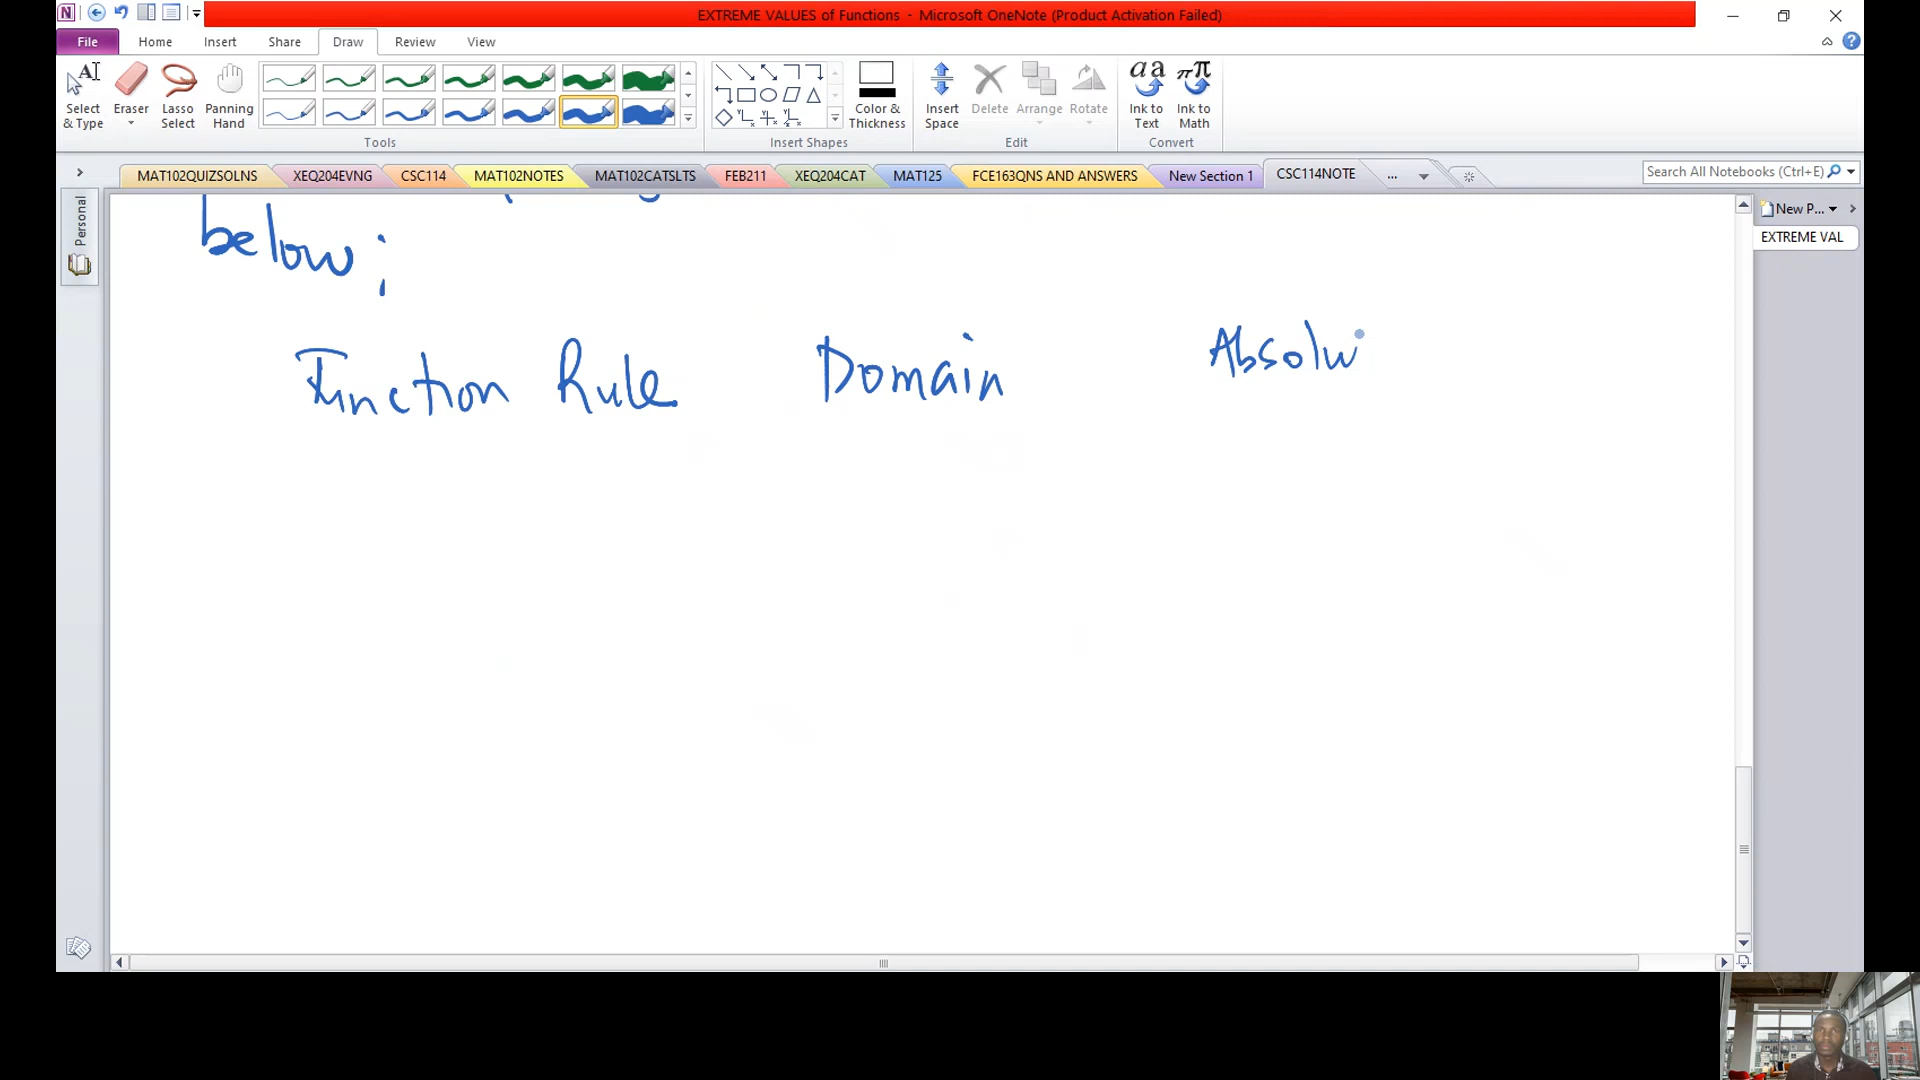 EXTREME VALUES of Functions - Microsoft OneNote (Product Activation Failed)
File Home Insert Share Draw Review View
Select & Type
Eraser
Lasso Select
Panning Hand
Color & Thickness
Insert Space
Delete
Arrange
Rotate
Ink to Text
Ink to Math
Tools Insert Shapes Edit Convert
MAT102QUIZSOLNS XEQ204EVNG CSC114 MAT102NOTES MAT102CATSLTS FEB211 XEQ204CAT MAT125 FCE163QNS AND ANSWERS New Section 1 CSC114NOTE ...
Search All Notebooks (Ctrl+E)
Personal
New P...
EXTREME VAL
below;
Function Rule Domain Absolu